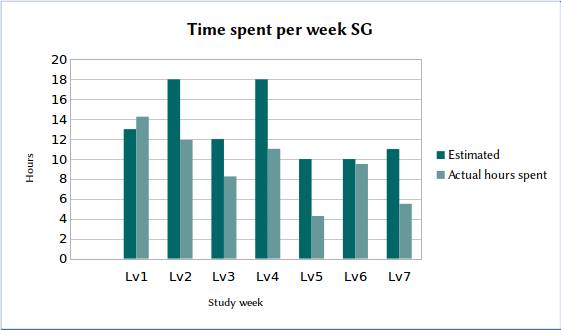 Time spent per week SG
20
18
16
14
12
10
8
6
4
2
0
Hours
Lv1 Lv2 Lv3 Lv4 Lv5 Lv6 Lv7
Study week
Estimated
Actual hours spent